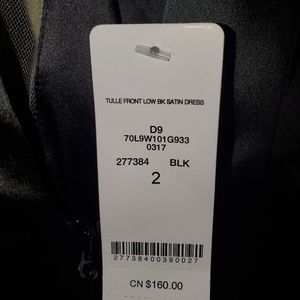 TULLE FRONT LOW BK SATIN DRESS
D9
70L9W101G933
0317
277384 BLK
2
27738400390027
CN $160.00